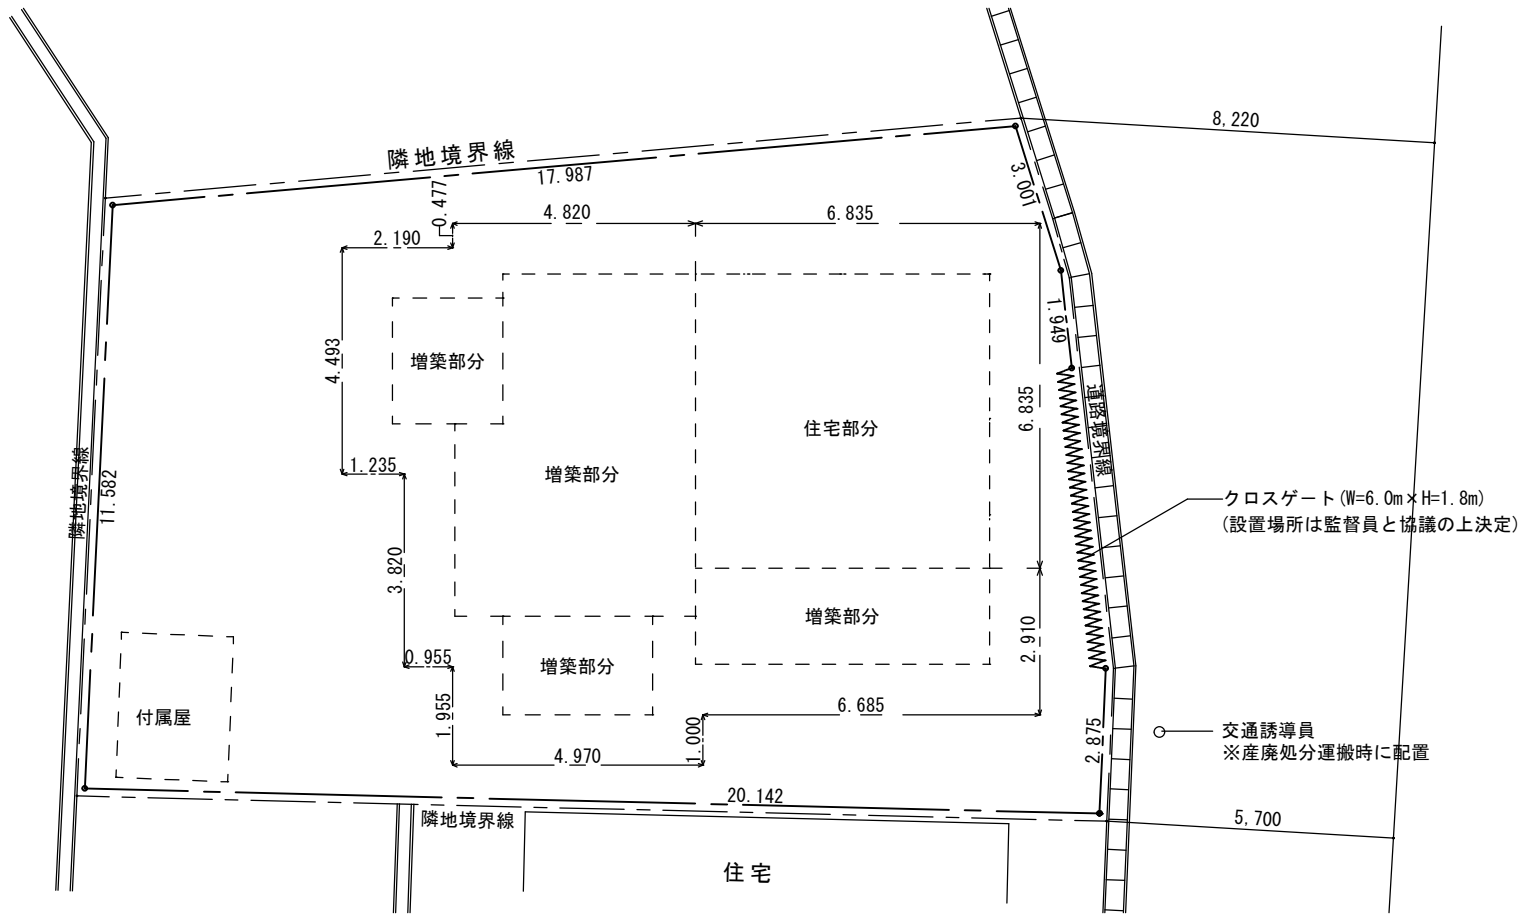 8,220
隣地境界線
17.987
3.001
0.477
4.820
6.835
2.190
1.949
4.493
増築部分
住宅部分
6.835
道路境界線
隣地境界線
11.582
1.235
増築部分
クロスゲート(W=6.0m×H=1.8m)
(設置場所は監督員と協議の上決定)
3.820
増築部分
2.910
0.955
増築部分
付属屋
1.955
1.000
6.685
2.875
交通誘導員
※産廃処分運搬時に配置
4.970
20.142
隣地境界線
5,700
住宅